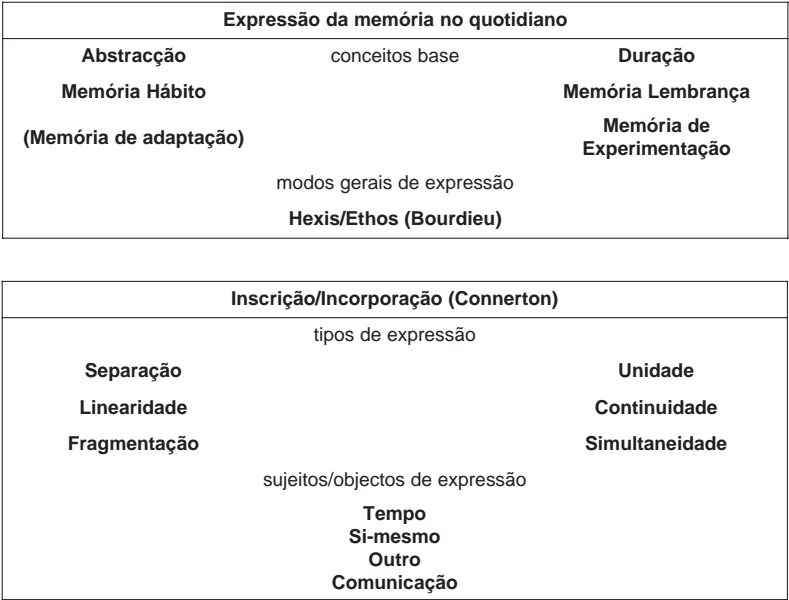 Expressão da memória no quotidiano
Abstracção conceitos base Duração
Memória Hábito Memória Lembrança
(Memória de adaptação) Memória de
Experimentação
modos gerais de expressão
Hexis/Ethos (Bourdieu)
Inscrição/Incorporação (Connerton)
tipos de expressão
Separação Unidade
Linearidade Continuidade
Fragmentação Simultaneidade
sujeitos/objectos de expressão
Tempo
Si-mesmo
Outro
Comunicação